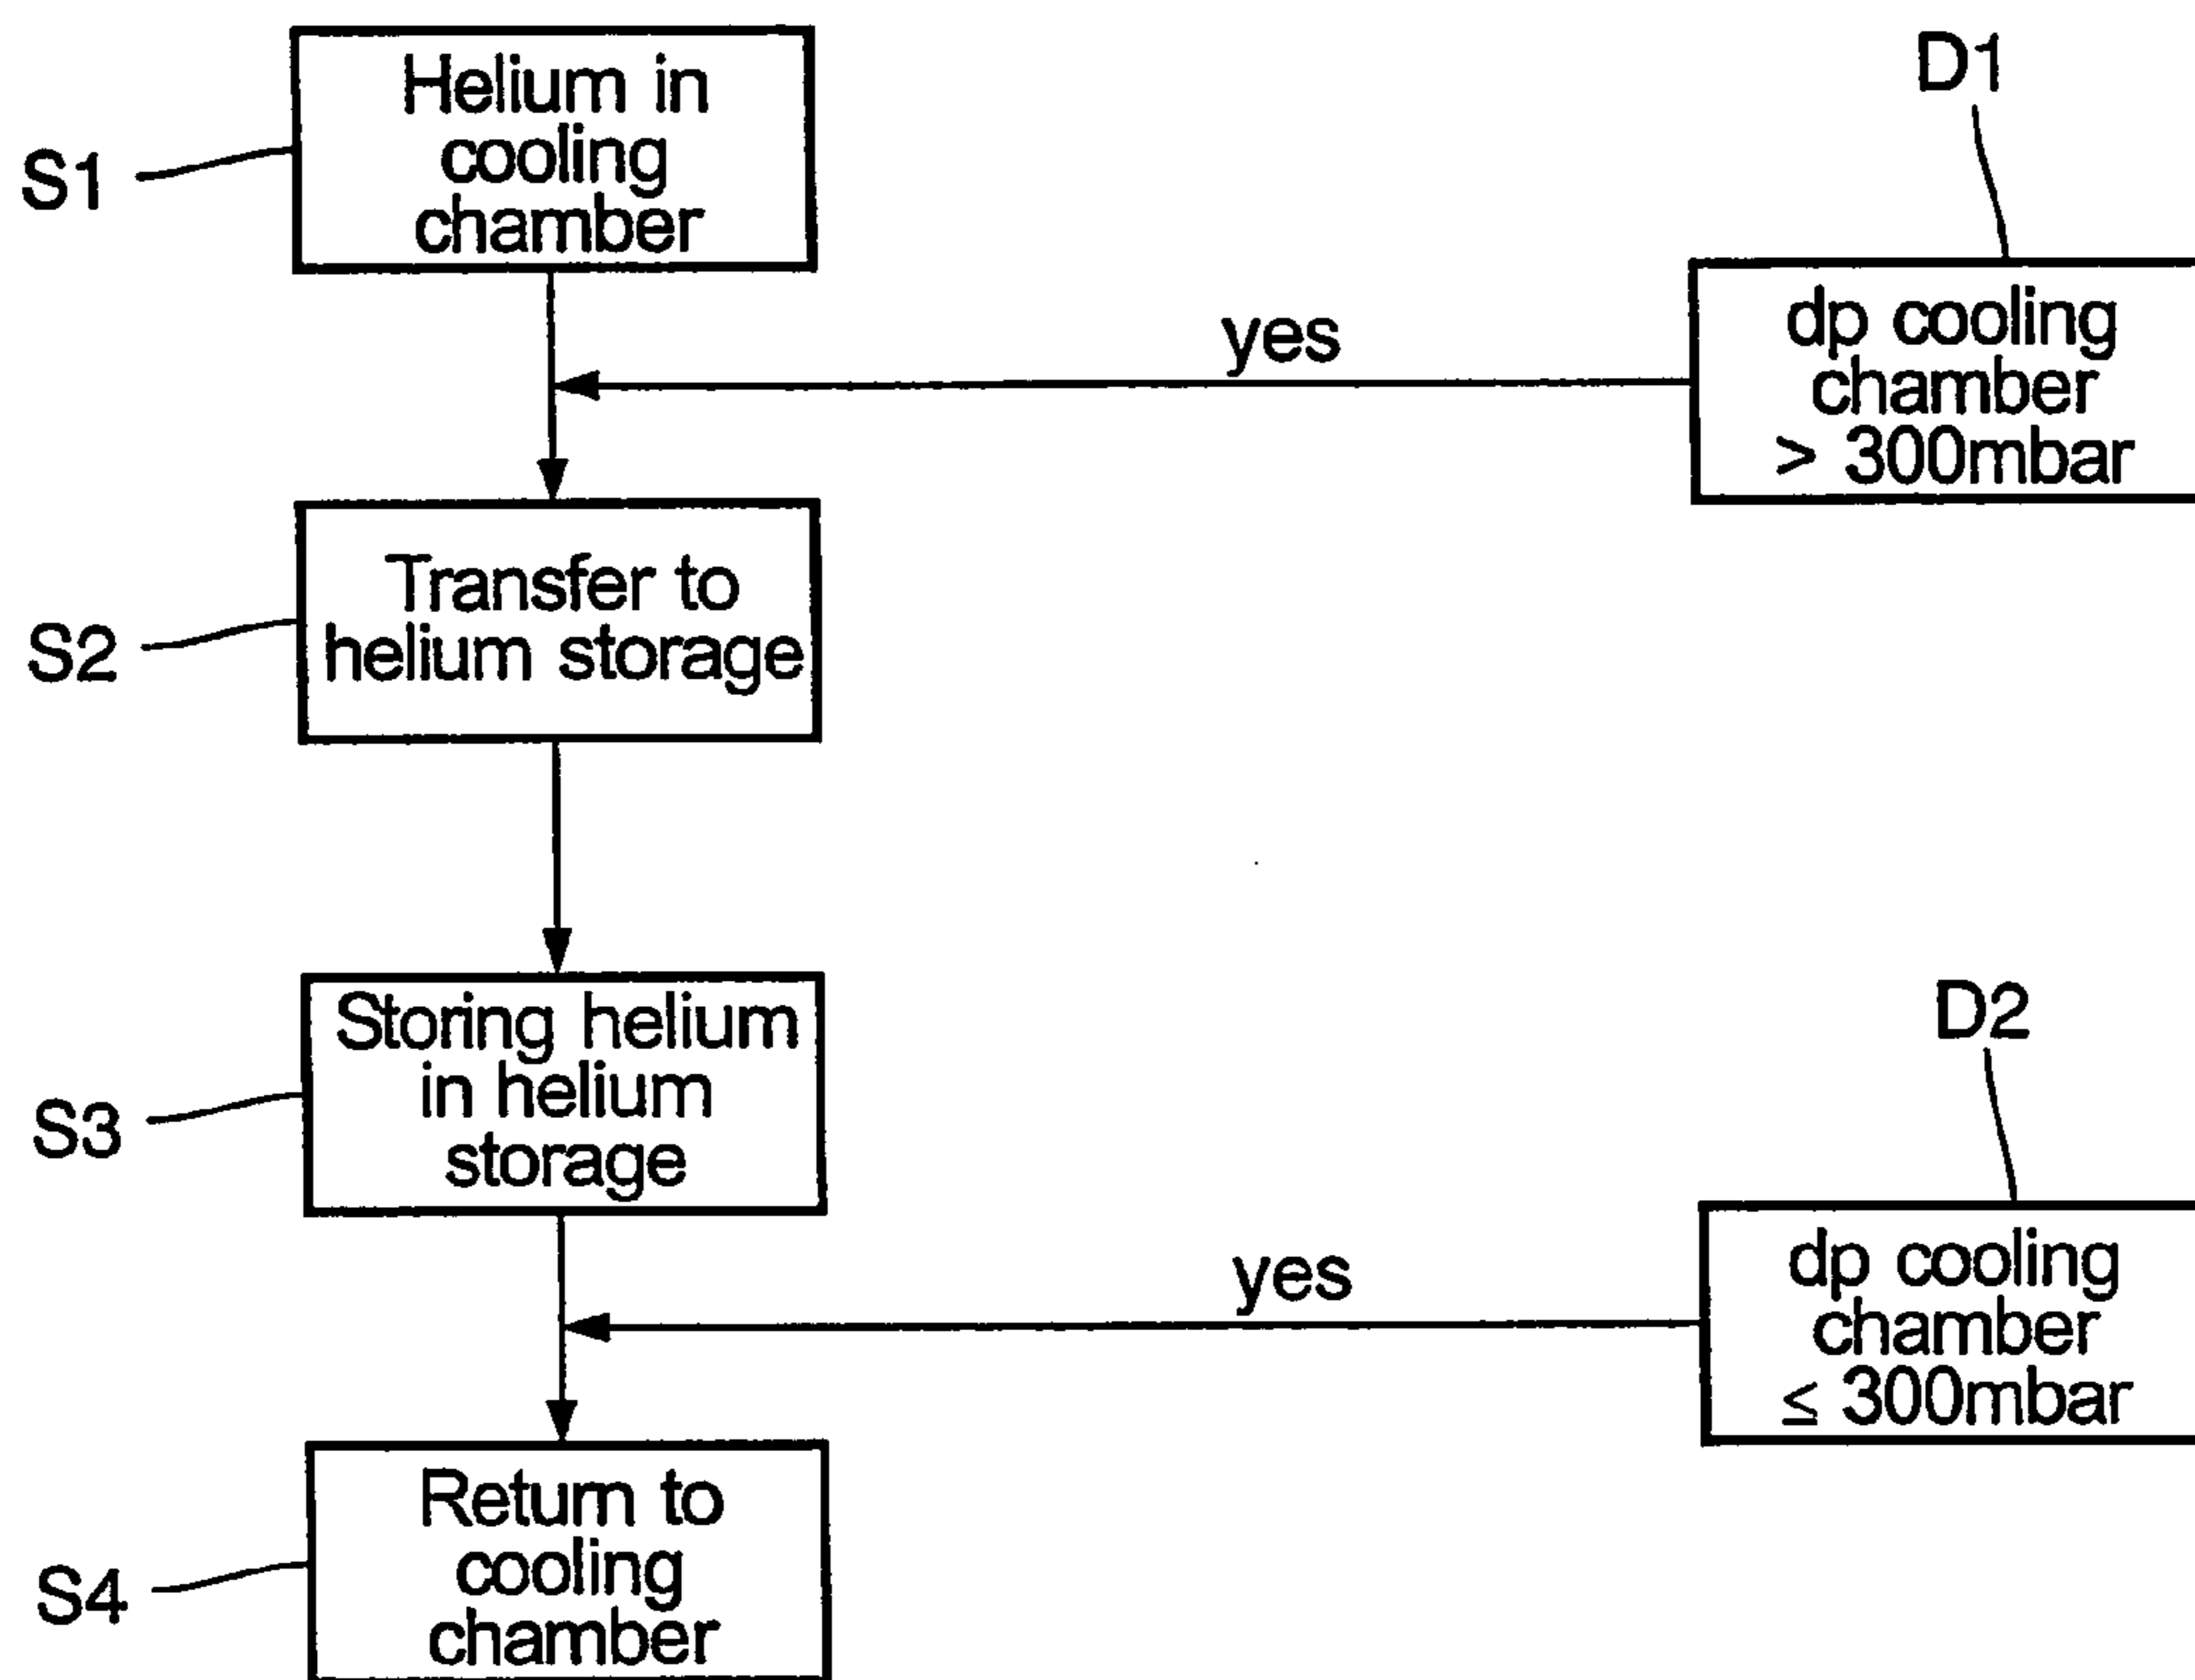 S1
Helium in
cooling
chamber
D1
yes
dp cooling
chamber
> 300mbar
S2
Transfer to
helium storage
S3
Storing helium
in helium
storage
D2
yes
dp cooling
chamber
≤ 300mbar
S4
Return to
cooling
chamber